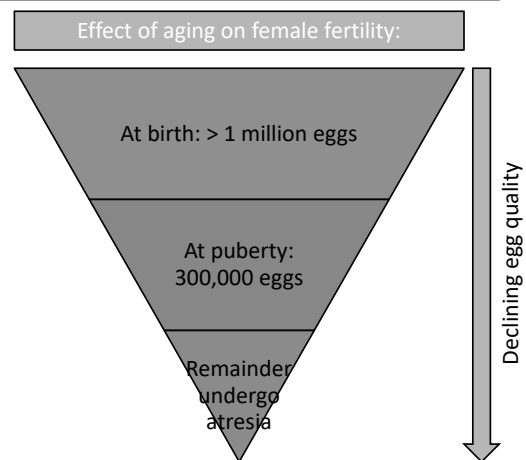 Effect of aging on female fertility:
At birth: > 1 million eggs
At puberty:
300,000 eggs
Remainder
undergo
atresia
Declining egg quality